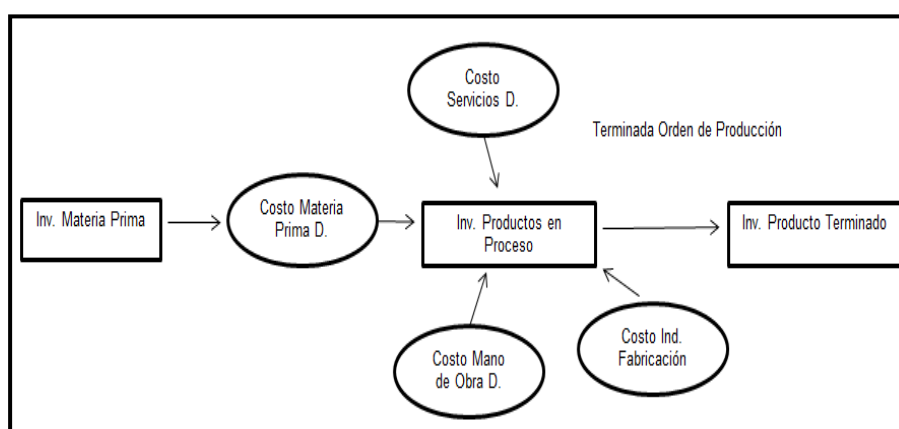 Costo
Servicios D.
Terminada Orden de Producción
Inv. Materia Prima
Costo Materia
Prima D.
Inv. Productos en
Proceso
Inv. Producto Terminado
Costo Mano
de Obra D.
Costo Ind.
Fabricación